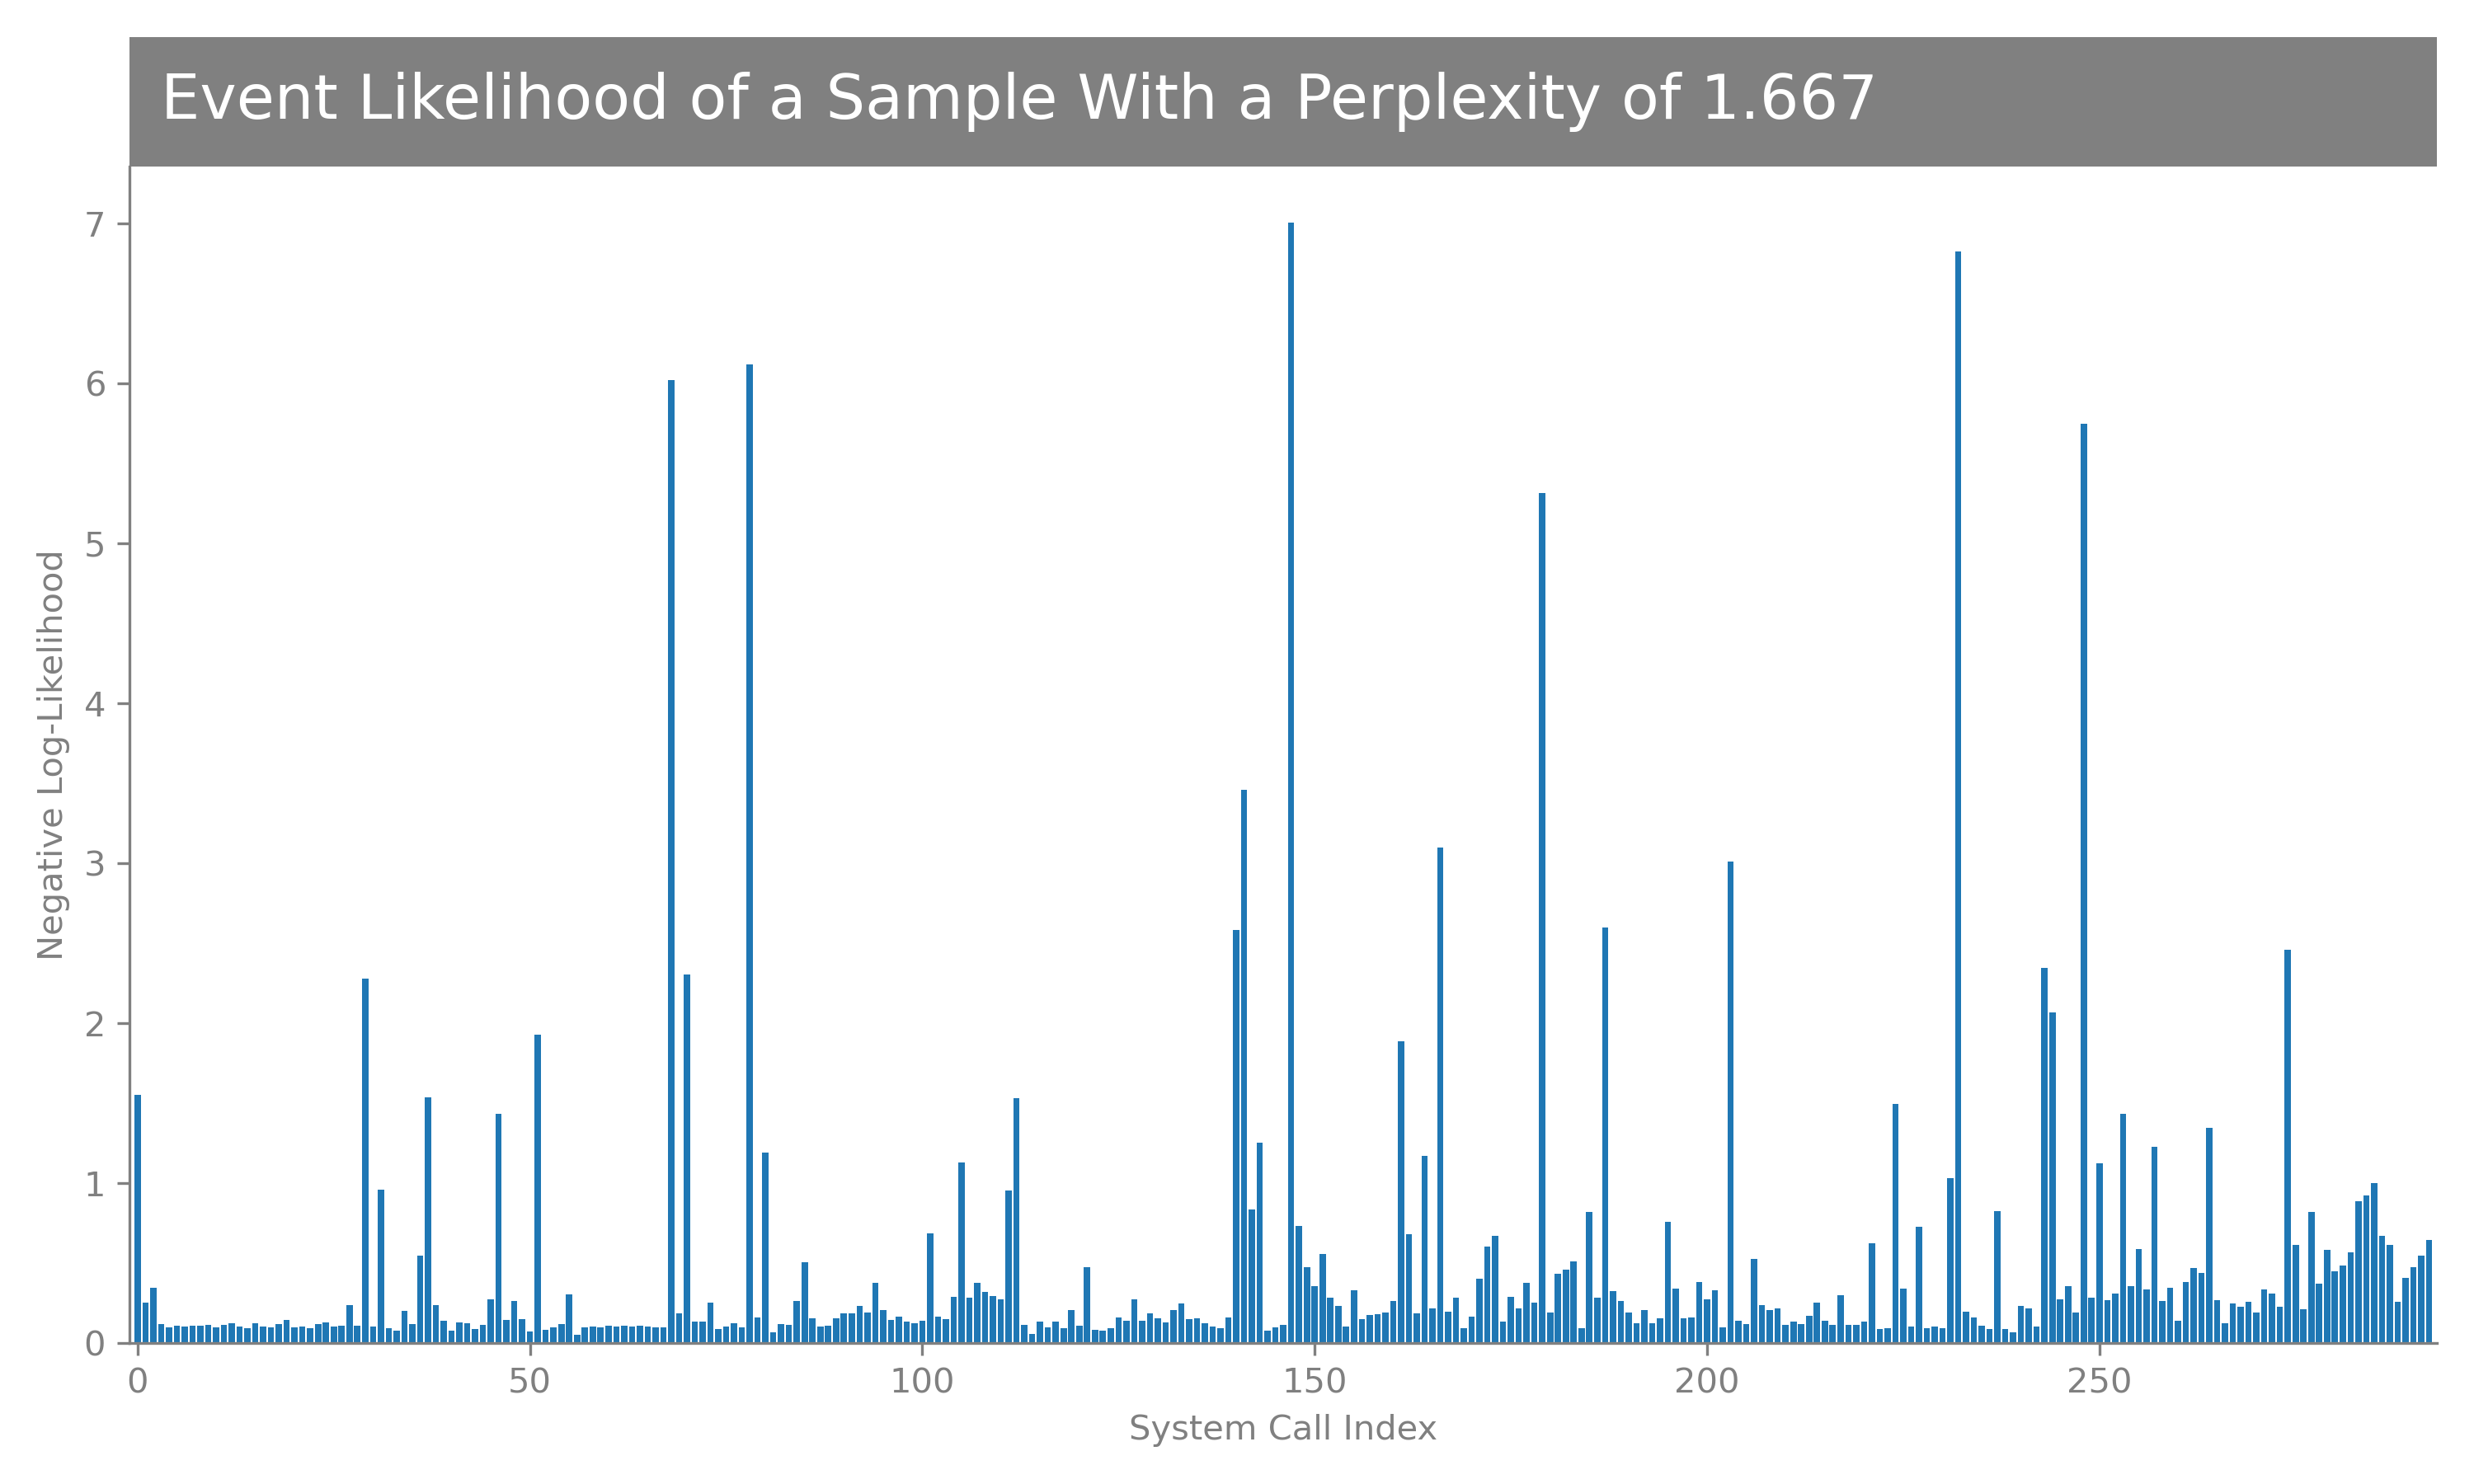 Event Likelihood of a Sample With a Perplexity of 1.667
7
6
5
4
3
2
1
0
Negative Log-Likelihood
0 50 100 150 200 250
System Call Index